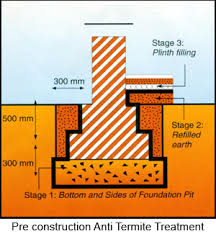 Stage 3:
Plinth filling
300 mm
500 mm
Stage 2:
Refilled
earth
300 mm
Stage 1: Bottom and Sides of Foundation Pit
Pre construction Anti Termite Treatment